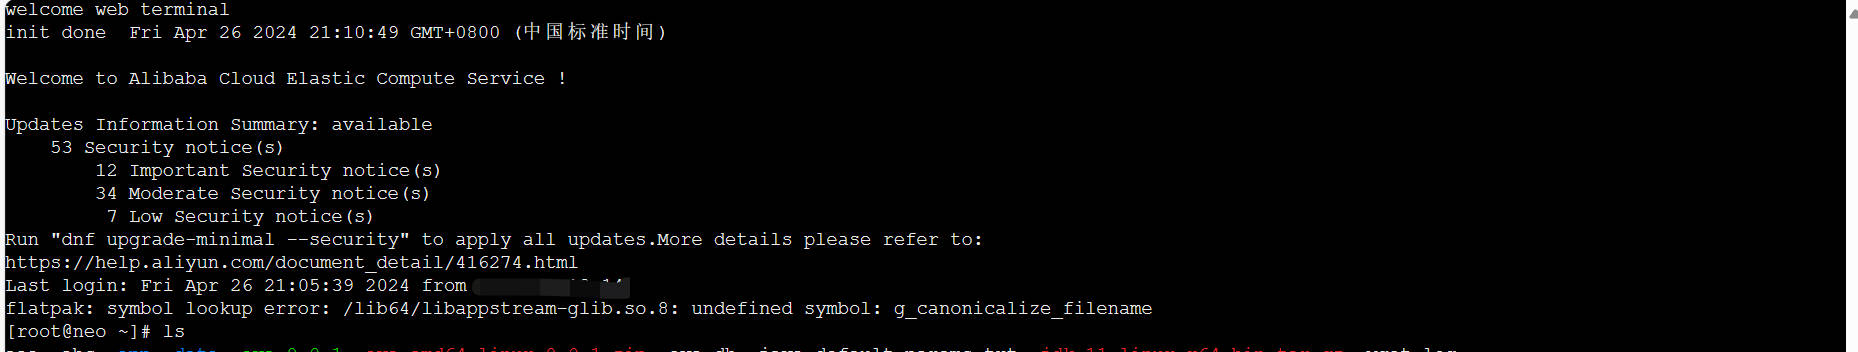 welcome web terminal
init done  Fri Apr 26 2024 21:10:49 GMT+0800 (中国标准时间)
Welcome to Alibaba Cloud Elastic Compute Service !
Updates Information Summary: available
    53 Security notice(s)
        12 Important Security notice(s)
        34 Moderate Security notice(s)
         7 Low Security notice(s)
Run "dnf upgrade-minimal --security" to apply all updates.More details please refer to:
https://help.aliyun.com/document_detail/416274.html
Last login: Fri Apr 26 21:05:39 2024 from
flatpak: symbol lookup error: /lib64/libappstream-glib.so.8: undefined symbol: g_canonicalize_filename
[root@neo ~]# ls